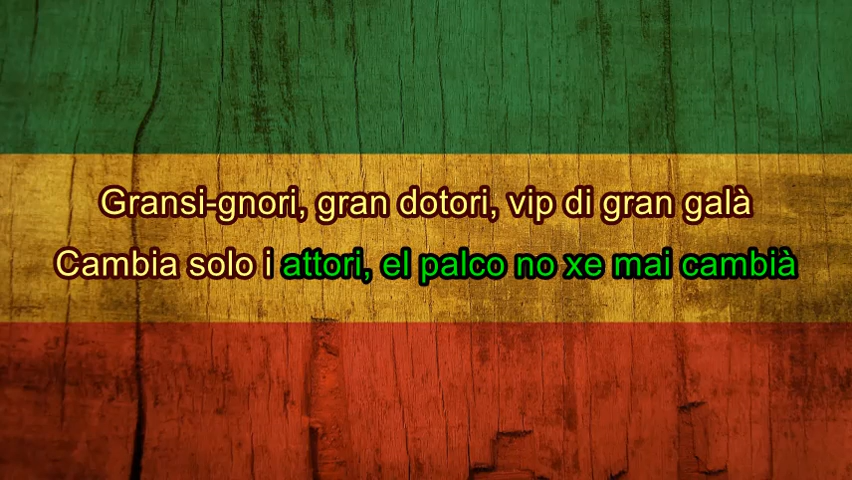 Gransi-gnori, gran dotori, vip di gran galà
Cambia solo i attori, el palco no xe mai cambià